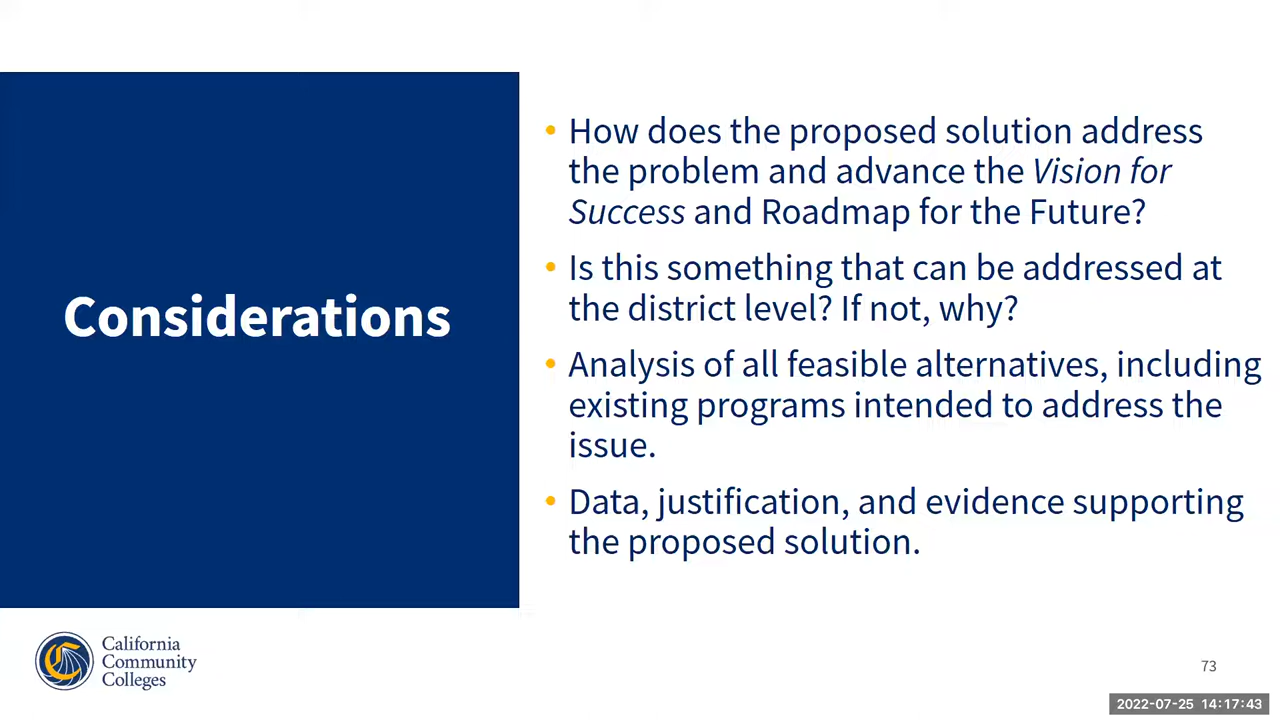 Considerations
• How does the proposed solution address
the problem and advance the Vision for
Success and Roadmap for the Future?
• Is this something that can be addressed at
the district level? If not, why?
• Analysis of all feasible alternatives, including
existing programs intended to address the
issue.
• Data, justification, and evidence supporting
the proposed solution.
California
Community
Colleges
73
2022-07-25 14:17:43